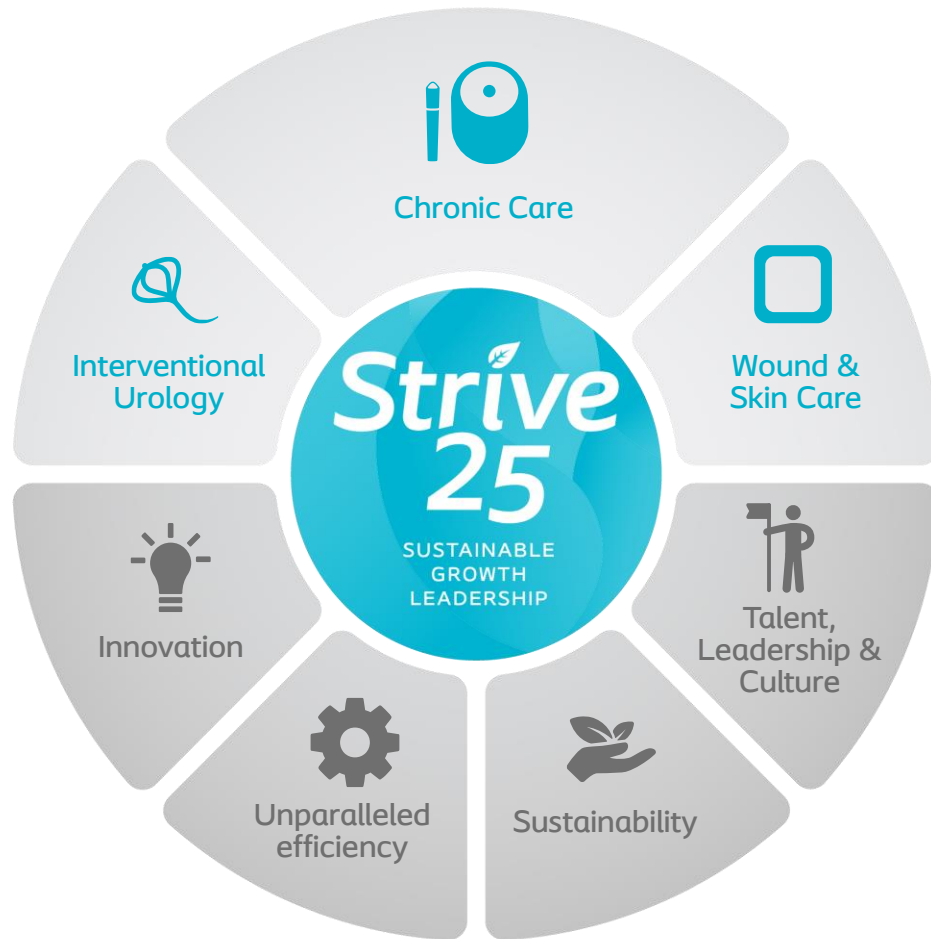 Chronic Care
Interventional
Urology
Wound &
Skin Care
Strive
25
SUSTAINABLE
GROWTH
LEADERSHIP
Innovation
Talent,
Leadership &
Culture
Unparalleled
efficiency
Sustainability